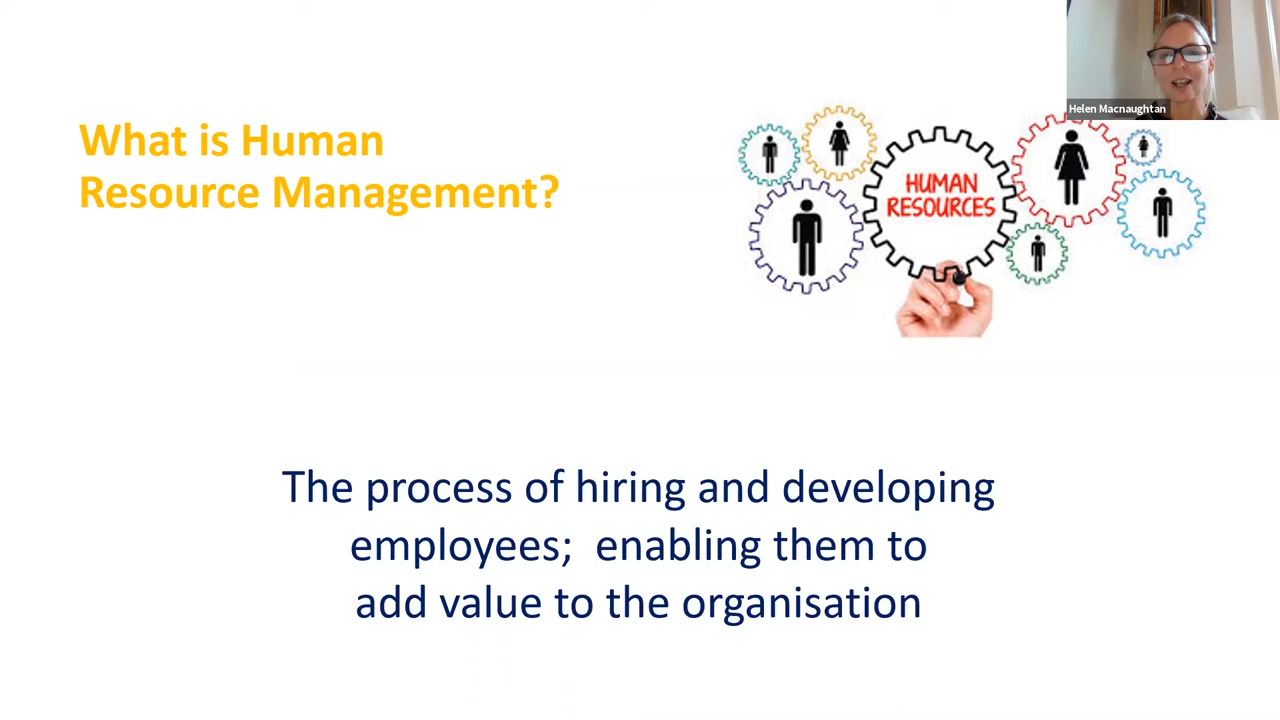 What is Human
Resource Management?
HUMAN
RESOURCES
Helen Macnaughtan
The process of hiring and developing
employees;  enabling them to
add value to the organisation